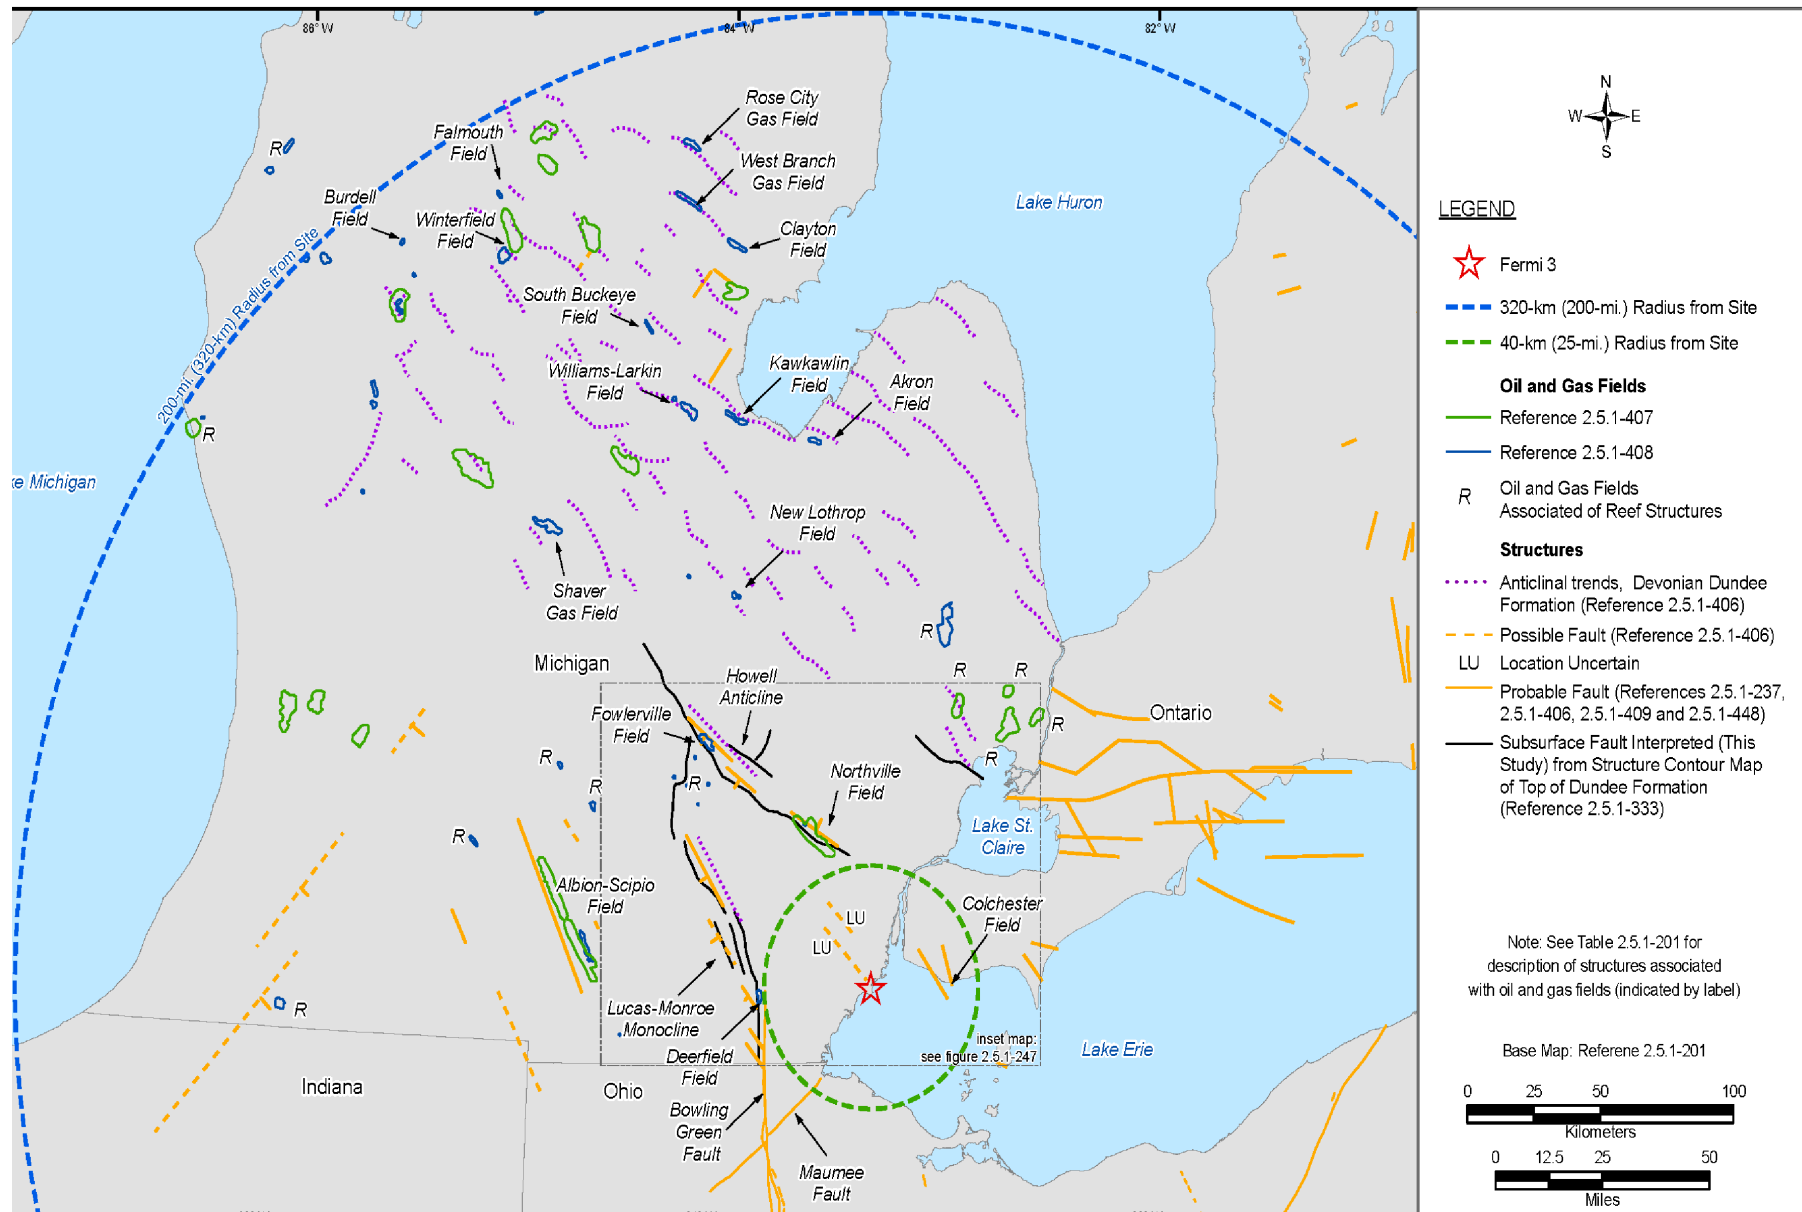 86° W
84° W
82° W
Rose City
Gas Field
Falmouth
Field
West Branch
Gas Field
R
Burdell
Field
Winterfield
Field
Clayton
Field
Lake Huron
200-mi. (320-km) Radius from Site
South Buckeye
Field
Williams-Larkin
Field
Kawkawlin
Field
Akron
Field
R
ke Michigan
New Lothrop
Field
Shaver
Gas Field
R
Michigan
Howell
Anticline
R
R
Fowlerville
Field
R
Ontario
R
R
R
R
Northville
Field
Lake St.
Claire
R
Albion-Scipio
Field
Colchester
Field
LU
LU
R
Lucas-Monroe
Monocline
inset map:
see figure 2.5.1-247
Lake Erie
Deerfield
Field
Indiana
Ohio
Bowling
Green
Fault
Maumee
Fault
N
W
E
S
LEGEND
Fermi 3
320-km (200-mi.) Radius from Site
40-km (25-mi.) Radius from Site
Oil and Gas Fields
Reference 2.5.1-407
Reference 2.5.1-408
R
Oil and Gas Fields
Associated of Reef Structures
Structures
Anticlinal trends, Devonian Dundee
Formation (Reference 2.5.1-406)
Possible Fault (Reference 2.5.1-406)
LU Location Uncertain
Probable Fault (References 2.5.1-237,
2.5.1-406, 2.5.1-409 and 2.5.1-448)
Subsurface Fault Interpreted (This
Study) from Structure Contour Map
of Top of Dundee Formation
(Reference 2.5.1-333)
Note: See Table 2.5.1-201 for
description of structures associated
with oil and gas fields (indicated by label)
Base Map: Referene 2.5.1-201
0 25 50 100
Kilometers
0 12.5 25 50
Miles